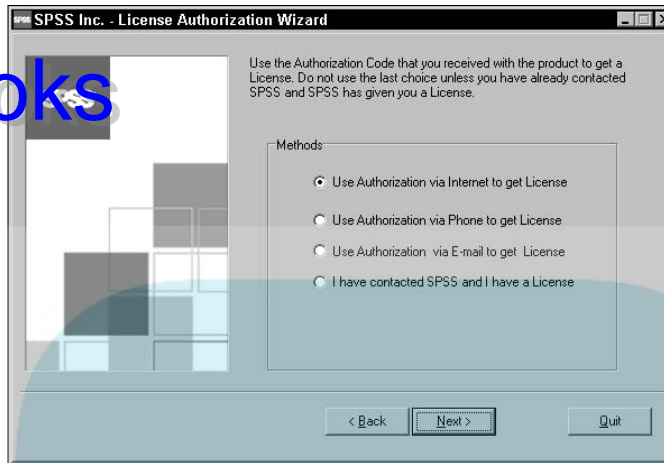 SPSS Inc. - License Authorization Wizard
Use the Authorization Code that you received with the product to get a
License. Do not use the last choice unless you have already contacted
SPSS and SPSS has given you a License.
oks
SPSS
Methods
Use Authorization via Internet to get License
Use Authorization via Phone to get License
Use Authorization via E-mail to get License
I have contacted SPSS and I have a License
< Back
Next >
Quit